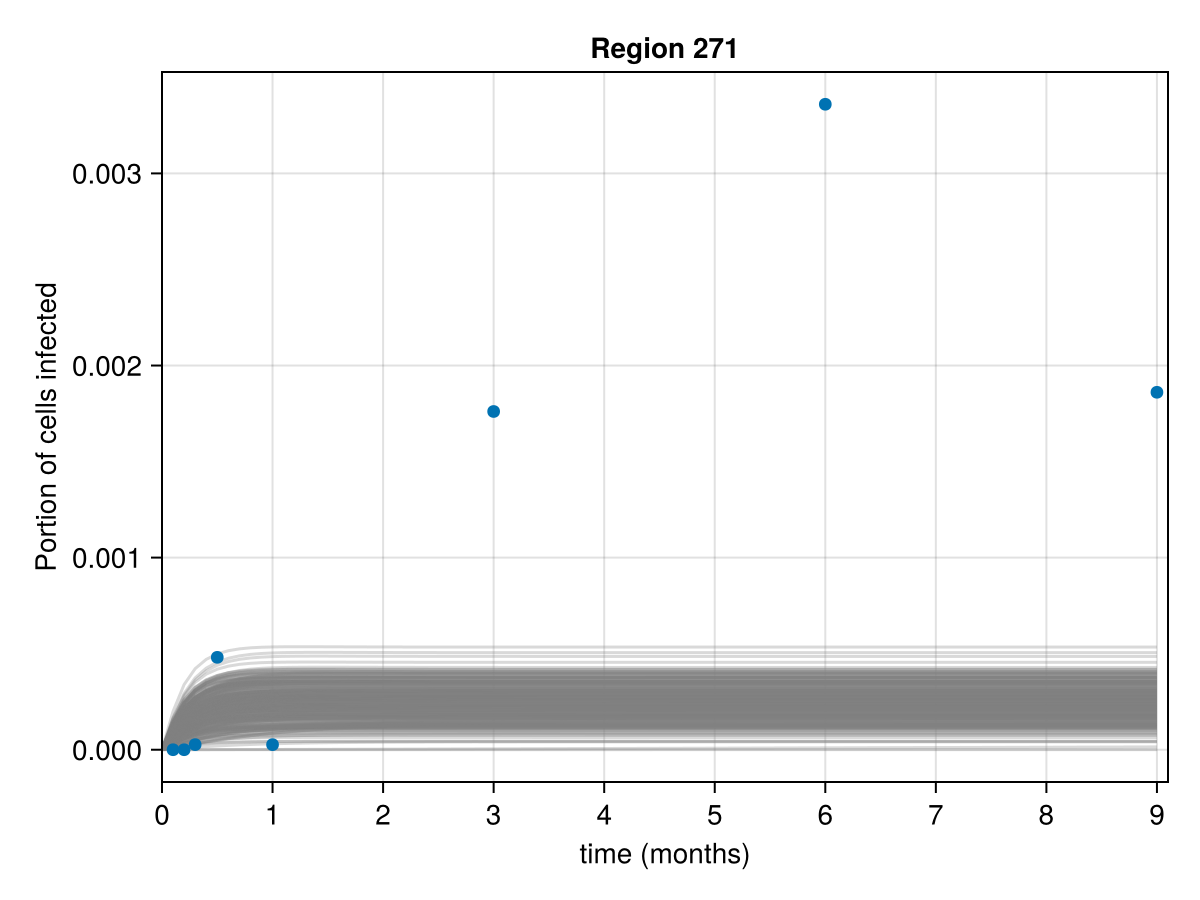 Region 271
Portion of cells infected
0.003
0.002
0.001
0.000
0 1 2 3 4 5 6 7 8 9
time (months)